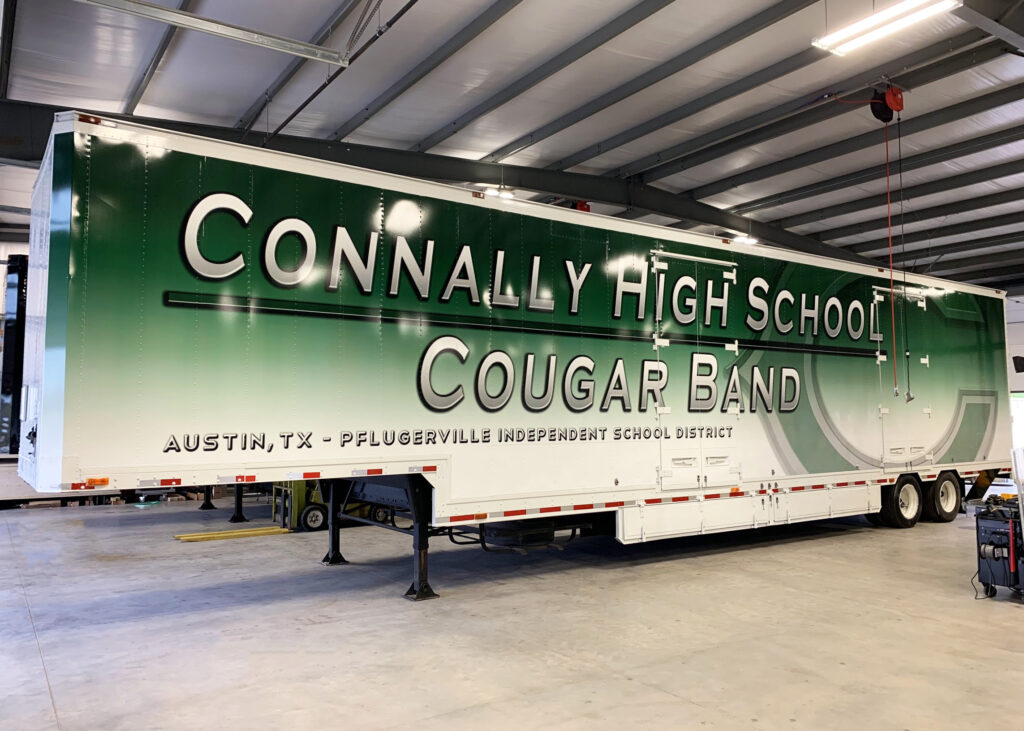 CONNALLY HIGH SCHOOL
COUGAR BAND
AUSTIN, TX - PFLUGERVILLE INDEPENDENT SCHOOL DISTRICT